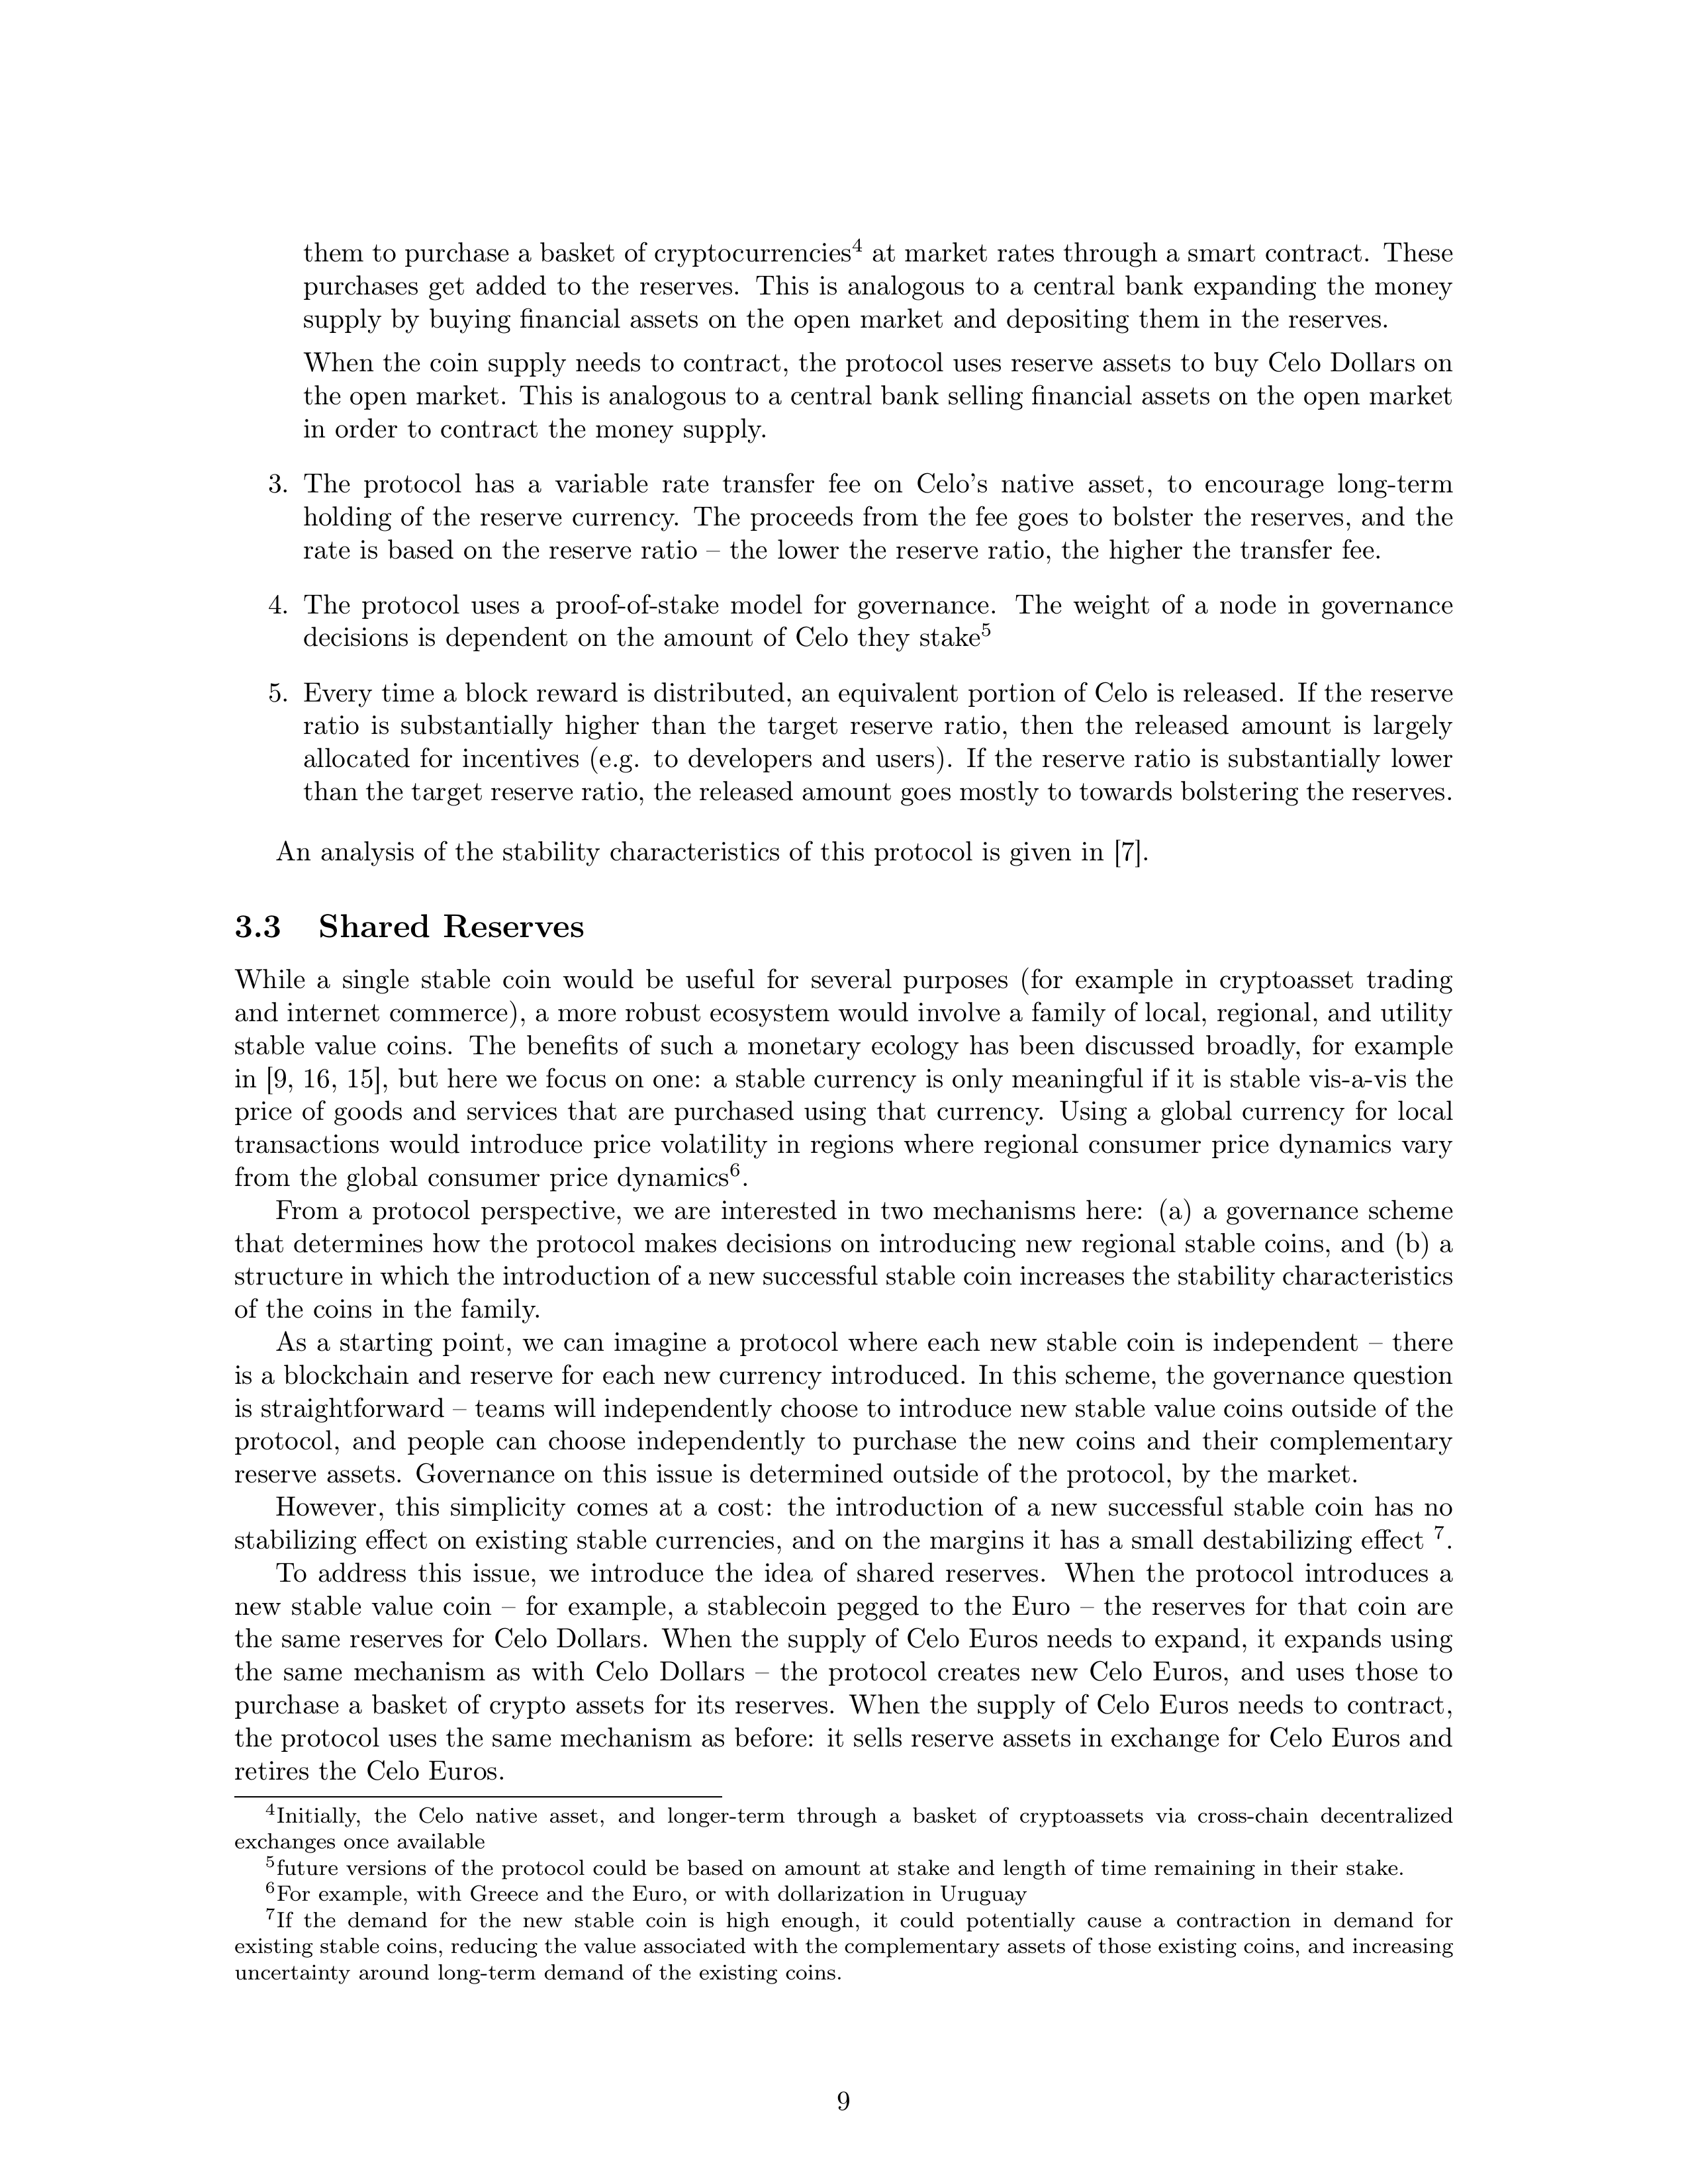 them to purchase a basket of cryptocurrencies4 at market rates through a smart contract. These
purchases get added to the reserves. This is analogous to a central bank expanding the money
supply by buying financial assets on the open market and depositing them in the reserves.
When the coin supply needs to contract, the protocol uses reserve assets to buy Celo Dollars on
the open market. This is analogous to a central bank selling financial assets on the open market
in order to contract the money supply.
3. The protocol has a variable rate transfer fee on Celo's native asset, to encourage long-term
holding of the reserve currency. The proceeds from the fee goes to bolster the reserves, and the
rate is based on the reserve ratio – the lower the reserve ratio, the higher the transfer fee.
4. The protocol uses a proof-of-stake model for governance. The weight of a node in governance
decisions is dependent on the amount of Celo they stake5
5. Every time a block reward is distributed, an equivalent portion of Celo is released. If the reserve
ratio is substantially higher than the target reserve ratio, then the released amount is largely
allocated for incentives (e.g. to developers and users). If the reserve ratio is substantially lower
than the target reserve ratio, the released amount goes mostly to towards bolstering the reserves.
An analysis of the stability characteristics of this protocol is given in [7].
3.3 Shared Reserves
While a single stable coin would be useful for several purposes (for example in cryptoasset trading
and internet commerce), a more robust ecosystem would involve a family of local, regional, and utility
stable value coins. The benefits of such a monetary ecology has been discussed broadly, for example
in [9, 16, 15], but here we focus on one: a stable currency is only meaningful if it is stable vis-a-vis the
price of goods and services that are purchased using that currency. Using a global currency for local
transactions would introduce price volatility in regions where regional consumer price dynamics vary
from the global consumer price dynamics6.
From a protocol perspective, we are interested in two mechanisms here: (a) a governance scheme
that determines how the protocol makes decisions on introducing new regional stable coins, and (b) a
structure in which the introduction of a new successful stable coin increases the stability characteristics
of the coins in the family.
As a starting point, we can imagine a protocol where each new stable coin is independent – there
is a blockchain and reserve for each new currency introduced. In this scheme, the governance question
is straightforward – teams will independently choose to introduce new stable value coins outside of the
protocol, and people can choose independently to purchase the new coins and their complementary
reserve assets. Governance on this issue is determined outside of the protocol, by the market.
However, this simplicity comes at a cost: the introduction of a new successful stable coin has no
stabilizing effect on existing stable currencies, and on the margins it has a small destabilizing effect 7.
To address this issue, we introduce the idea of shared reserves. When the protocol introduces a
new stable value coin – for example, a stablecoin pegged to the Euro – the reserves for that coin are
the same reserves for Celo Dollars. When the supply of Celo Euros needs to expand, it expands using
the same mechanism as with Celo Dollars – the protocol creates new Celo Euros, and uses those to
purchase a basket of crypto assets for its reserves. When the supply of Celo Euros needs to contract,
the protocol uses the same mechanism as before: it sells reserve assets in exchange for Celo Euros and
retires the Celo Euros.
4Initially, the Celo native asset, and longer-term through a basket of cryptoassets via cross-chain decentralized
exchanges once available
5future versions of the protocol could be based on amount at stake and length of time remaining in their stake.
6For example, with Greece and the Euro, or with dollarization in Uruguay
7If the demand for the new stable coin is high enough, it could potentially cause a contraction in demand for
existing stable coins, reducing the value associated with the complementary assets of those existing coins, and increasing
uncertainty around long-term demand of the existing coins.
9